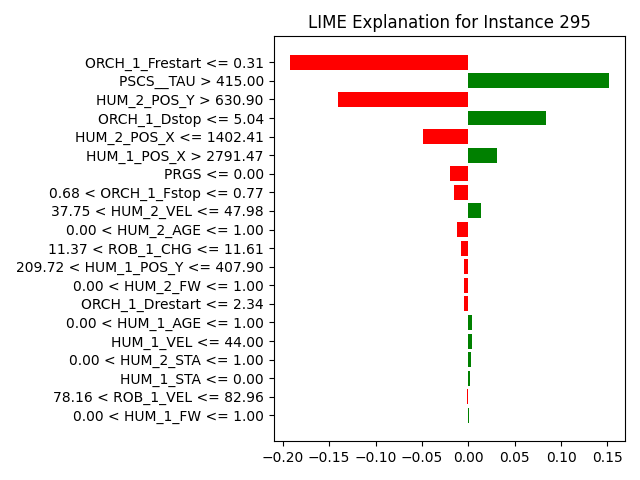 LIME Explanation for Instance 295
ORCH_1_Frestart <= 0.31
PSCS__TAU > 415.00
HUM_2_POS_Y > 630.90
ORCH_1_Dstop <= 5.04
HUM_2_POS_X <= 1402.41
HUM_1_POS_X > 2791.47
PRGS <= 0.00
0.68 < ORCH_1_Fstop <= 0.77
37.75 < HUM_2_VEL <= 47.98
0.00 < HUM_2_AGE <= 1.00
11.37 < ROB_1_CHG <= 11.61
209.72 < HUM_1_POS_Y <= 407.90
0.00 < HUM_2_FW <= 1.00
ORCH_1_Drestart <= 2.34
0.00 < HUM_1_AGE <= 1.00
HUM_1_VEL <= 44.00
0.00 < HUM_2_STA <= 1.00
HUM_1_STA <= 0.00
78.16 < ROB_1_VEL <= 82.96
0.00 < HUM_1_FW <= 1.00
−0.20 −0.15 −0.10 −0.05 0.00 0.05 0.10 0.15